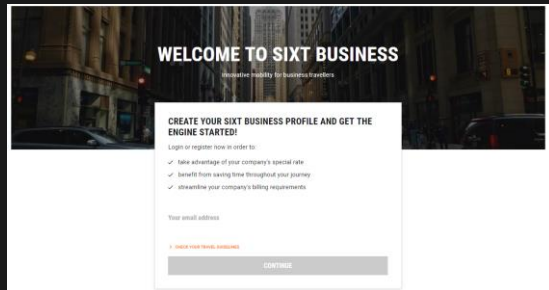 WELCOME TO SIXT BUSINESS
Innovative mobility for business travellers
CREATE YOUR SIXT BUSINESS PROFILE AND GET THE
ENGINE STARTED!
Login or register now in order to:
take advantage of your company's special rate
benefit from saving time throughout your journey
streamline your company's billing requirements
Your email address
CHECK YOUR TRAVEL GUIDELINES
CONTINUE